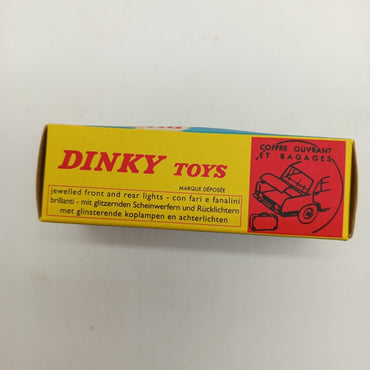 DINKY TOYS
MARQUE DÉPOSÉE
jewelled front and rear lights - con fari e fanalini
brillanti - mit glitzernden Scheinwerfern und Rücklichtern
met glinsterende koplampen en achterlichten
COFFRE OUVRANT
ET BAGAGES